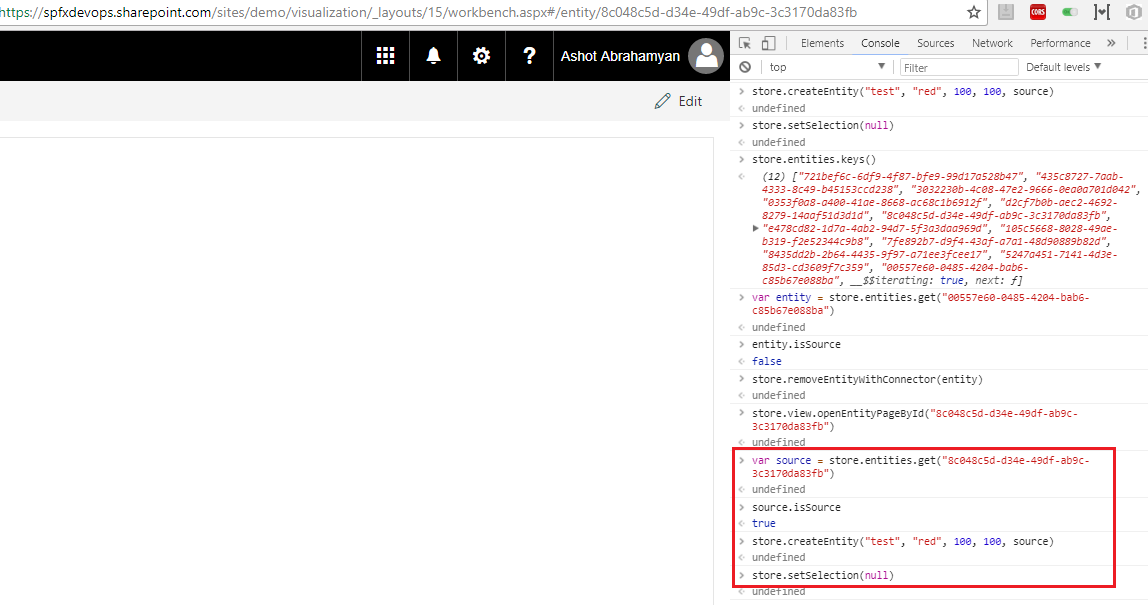 https://spfxdevops.sharepoint.com/sites/demo/visualization/_layouts/15/workbench.aspx#/entity/8c048c5d-d34e-49df-ab9c-3c3170da83fb
CORS
Ashot Abrahamyan
Edit
Elements Console Sources Network Performance »
top ▼ Filter Default levels ▼
> store.createEntity("test", "red", 100, 100, source)
< undefined
> store.setSelection(null)
< undefined
> store.entities.keys()
< (12) ["721bef6c-6df9-4f87-bfe9-99d17a528b47", "435c8727-7aab-
4333-8c49-b45153ccd238", "3032230b-4c08-47e2-9666-0ea0a701d042",
"0353f0a8-a400-41ae-8668-ac68c1b6912f", "d2cf7b0b-aec2-4692-
8279-14aaf51d3d1d", "8c048c5d-d34e-49df-ab9c-3c3170da83fb",
▶ "e478cd82-1d7a-4ab2-94d7-5f3a3daa969d", "105c5668-8028-49ae-
b319-f2e52344c9b8", "7fe892b7-d9f4-43af-a7a1-48d90889b82d",
"8435dd2b-2b64-4435-9f97-a71ee3fcee17", "5247a451-7141-4d3e-
85d3-cd3609f7c359", "00557e60-0485-4204-bab6-
c85b67e088ba", __$$iterating: true, next: ƒ]
> var entity = store.entities.get("00557e60-0485-4204-bab6-
c85b67e088ba")
< undefined
> entity.isSource
< false
> store.removeEntityWithConnector(entity)
< undefined
> store.view.openEntityPageById("8c048c5d-d34e-49df-ab9c-
3c3170da83fb")
< undefined
> var source = store.entities.get("8c048c5d-d34e-49df-ab9c-
3c3170da83fb")
< undefined
> source.isSource
< true
> store.createEntity("test", "red", 100, 100, source)
< undefined
> store.setSelection(null)
< undefined